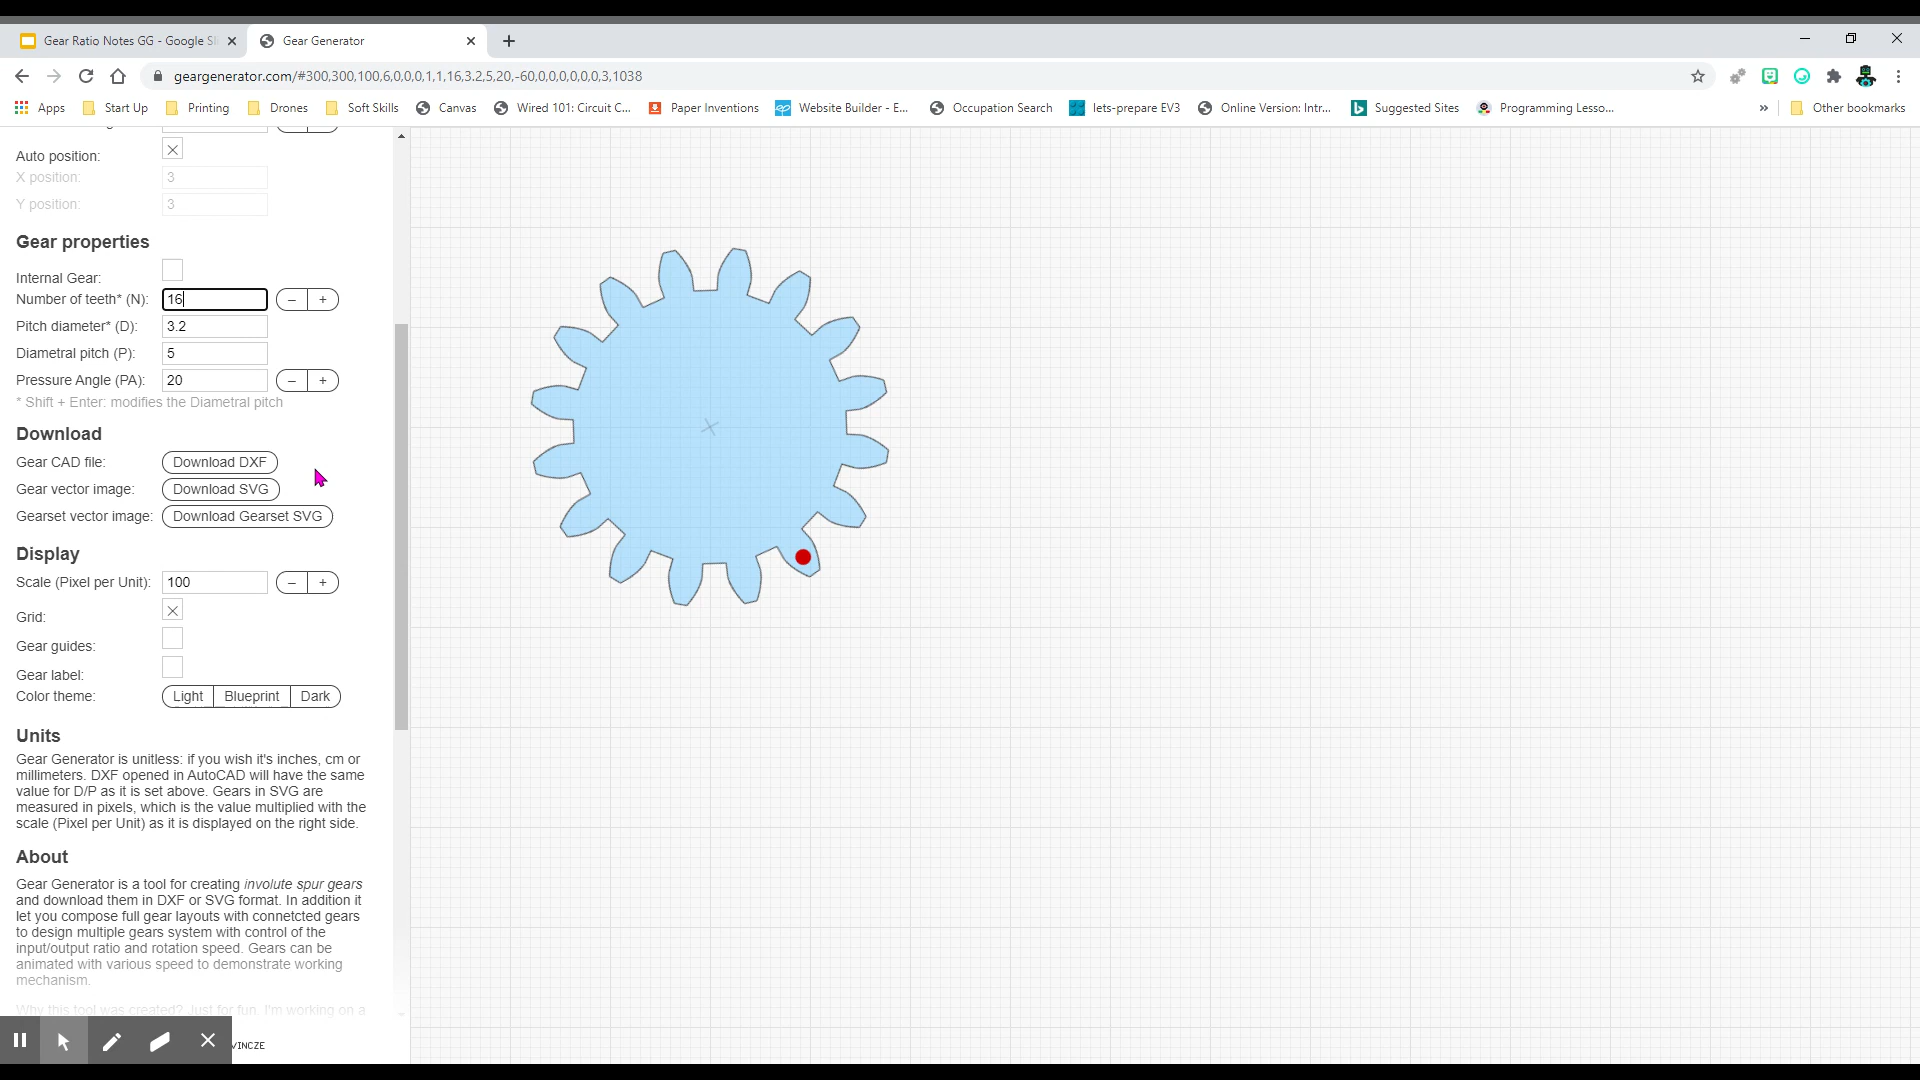 Gear Ratio Notes GG - Google Sl
Gear Generator
geargenerator.com/#300,300,100,6,0,0,0,1,1,16,3.2,5,20,-60,0,0,0,0,0,0,3,1038
Apps Start Up Printing Drones Soft Skills Canvas Wired 101: Circuit C... Paper Inventions Website Builder - E... Occupation Search lets-prepare EV3 Online Version: Intr... Suggested Sites Programming Lesso... » Other bookmarks
Auto position:
X position: 3
Y position: 3
Gear properties
Internal Gear:
Number of teeth* (N): 16 – +
Pitch diameter* (D): 3.2
Diametral pitch (P): 5
Pressure Angle (PA): 20 – +
* Shift + Enter: modifies the Diametral pitch
Download
Gear CAD file: Download DXF
Gear vector image: Download SVG
Gearset vector image: Download Gearset SVG
Display
Scale (Pixel per Unit): 100 – +
Grid:
Gear guides:
Gear label:
Color theme: Light Blueprint Dark
Units
Gear Generator is unitless: if you wish it's inches, cm or
millimeters. DXF opened in AutoCAD will have the same
value for D/P as it is set above. Gears in SVG are
measured in pixels, which is the value multiplied with the
scale (Pixel per Unit) as it is displayed on the right side.
About
Gear Generator is a tool for creating involute spur gears
and download them in DXF or SVG format. In addition it
let you compose full gear layouts with connetcted gears
to design multiple gears system with control of the
input/output ratio and rotation speed. Gears can be
animated with various speed to demonstrate working
mechanism.
Why this tool was created? Just for fun. I'm working on a
VINCZE